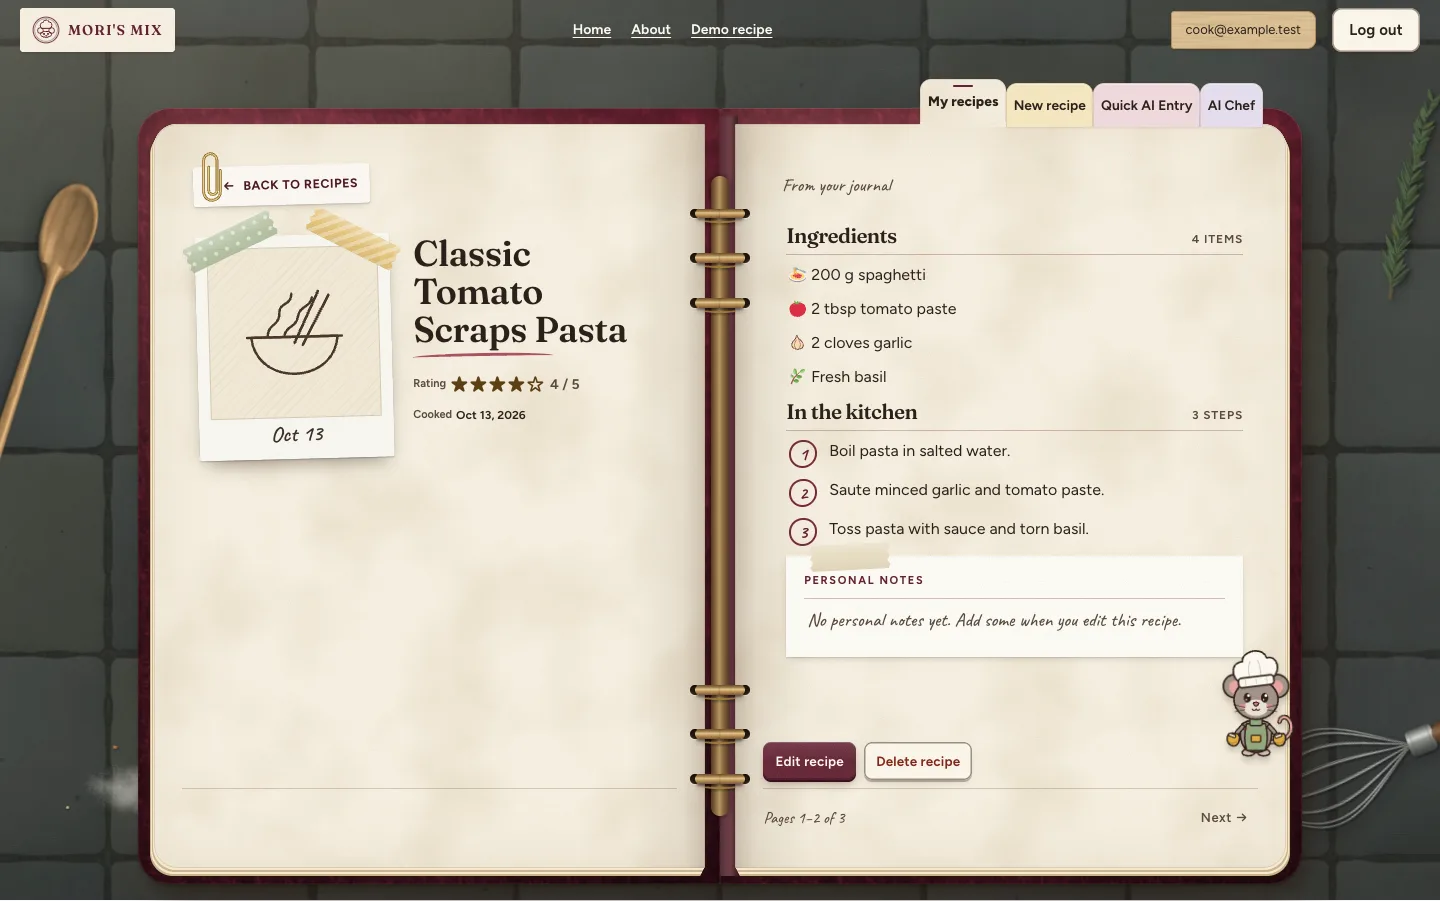 MORI'S MIX
Home About Demo recipe
cook@example.test
Log out
My recipes
New recipe
Quick AI Entry
AI Chef
← BACK TO RECIPES
Oct 13
Classic
Tomato
Scraps Pasta
Rating ★★★★☆ 4 / 5
Cooked Oct 13, 2026
From your journal
Ingredients 4 ITEMS
200 g spaghetti
2 tbsp tomato paste
2 cloves garlic
Fresh basil
In the kitchen 3 STEPS
1 Boil pasta in salted water.
2 Saute minced garlic and tomato paste.
3 Toss pasta with sauce and torn basil.
PERSONAL NOTES
No personal notes yet. Add some when you edit this recipe.
Edit recipe
Delete recipe
Pages 1–2 of 3
Next →